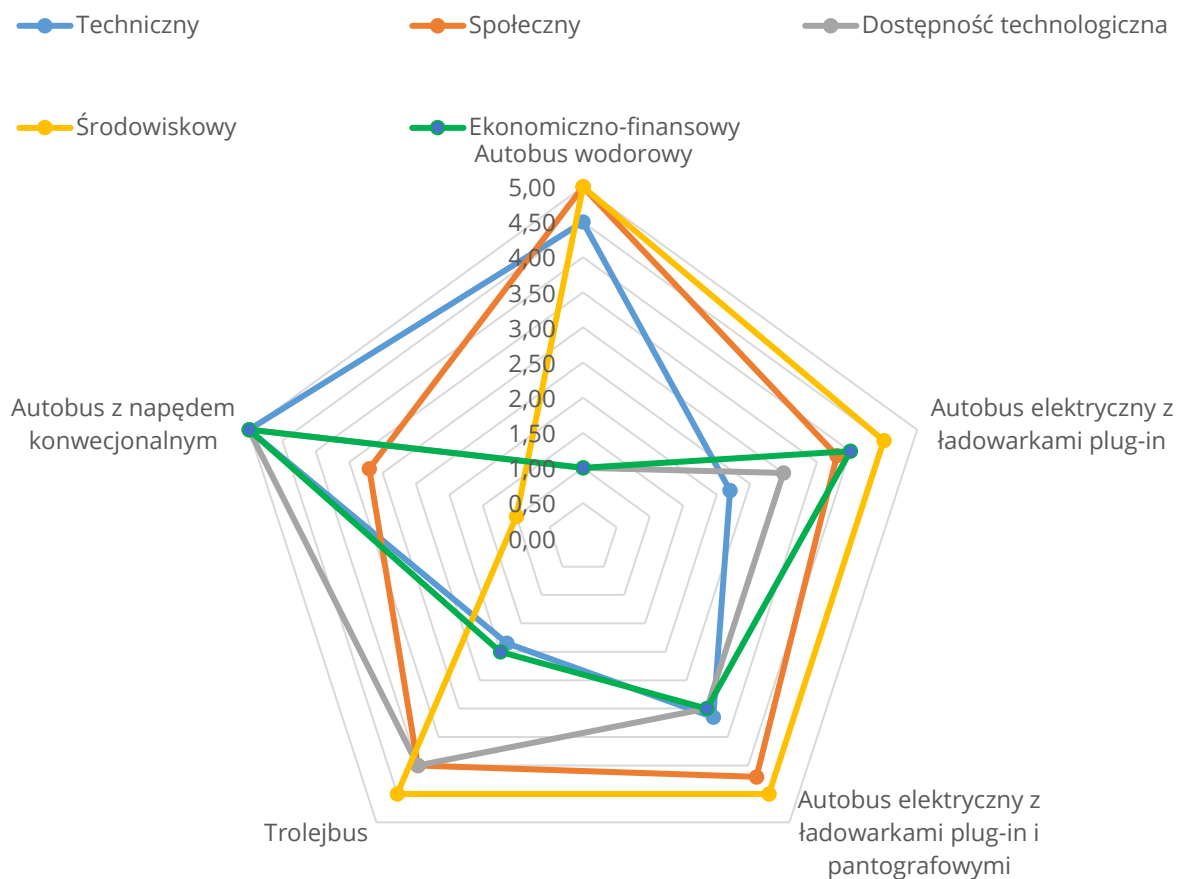 Techniczny
Społeczny
Dostępność technologiczna
Środowiskowy
Ekonomiczno-finansowy
Autobus wodorowy
5,00
4,50
4,00
3,50
3,00
2,50
2,00
1,50
1,00
0,50
0,00
Autobus z napędem
konwecjonalnym
Autobus elektryczny z
ładowarkami plug-in
Trolejbus
Autobus elektryczny z
ładowarkami plug-in i
pantografowymi